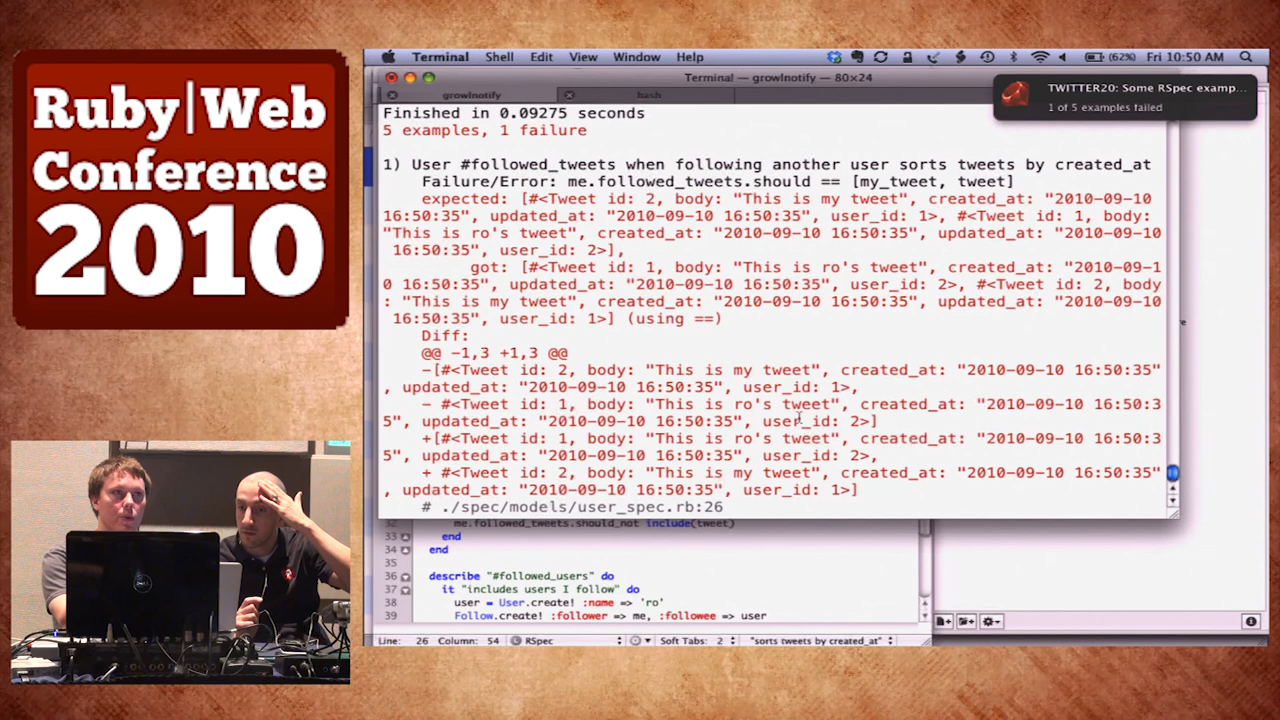 Ruby|Web
Conference
2010
Terminal Shell Edit View Window Help (62%) Fri 10:50 AM
Terminal — growlnotify — 80×24
growlnotify bash
TWITTER20: Some RSpec examp...
1 of 5 examples failed
Finished in 0.09275 seconds
5 examples, 1 failure
1) User #followed_tweets when following another user sorts tweets by created_at
Failure/Error: me.followed_tweets.should == [my_tweet, tweet]
expected: [#<Tweet id: 2, body: "This is my tweet", created_at: "2010-09-10
16:50:35", updated_at: "2010-09-10 16:50:35", user_id: 1>, #<Tweet id: 1, body:
"This is ro's tweet", created_at: "2010-09-10 16:50:35", updated_at: "2010-09-10
16:50:35", user_id: 2>],
got: [#<Tweet id: 1, body: "This is ro's tweet", created_at: "2010-09-1
0 16:50:35", updated_at: "2010-09-10 16:50:35", user_id: 2>, #<Tweet id: 2, body
: "This is my tweet", created_at: "2010-09-10 16:50:35", updated_at: "2010-09-10
16:50:35", user_id: 1>] (using ==)
Diff:
@@ -1,3 +1,3 @@
-[#<Tweet id: 2, body: "This is my tweet", created_at: "2010-09-10 16:50:35"
, updated_at: "2010-09-10 16:50:35", user_id: 1>,
- #<Tweet id: 1, body: "This is ro's tweet", created_at: "2010-09-10 16:50:3
5", updated_at: "2010-09-10 16:50:35", user_id: 2>]
+[#<Tweet id: 1, body: "This is ro's tweet", created_at: "2010-09-10 16:50:3
5", updated_at: "2010-09-10 16:50:35", user_id: 2>,
+ #<Tweet id: 2, body: "This is my tweet", created_at: "2010-09-10 16:50:35"
, updated_at: "2010-09-10 16:50:35", user_id: 1>]
# ./spec/models/user_spec.rb:26
32 me.followed_tweets.should_not include(tweet)
33 end
34 end
35
36 describe "#followed_users" do
37 it "includes users I follow" do
38 user = User.create! :name => 'ro'
39 Follow.create! :follower => me, :followee => user
Line: 26 Column: 54 RSpec Soft Tabs: 2 "sorts tweets by created_at"